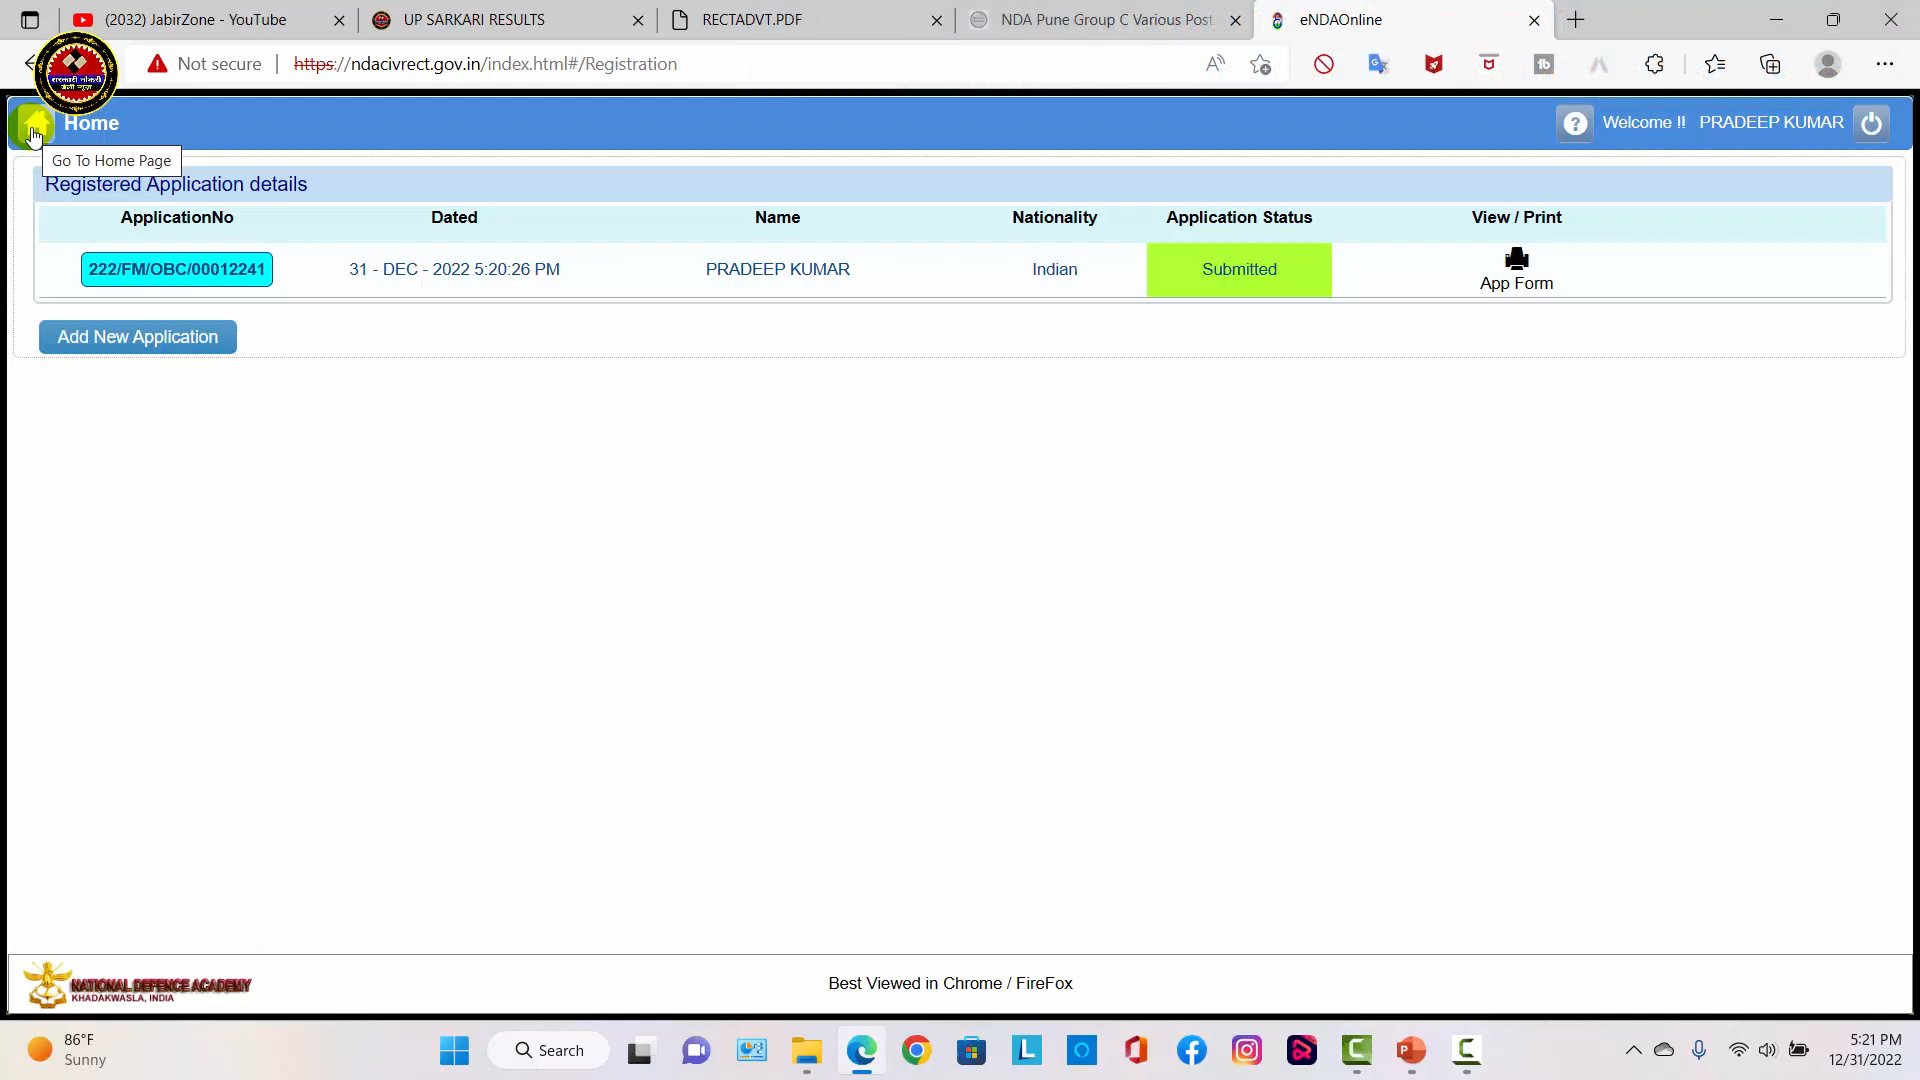 (2032) JabirZone - YouTube
UP SARKARI RESULTS
RECTADVT.PDF
NDA Pune Group C Various Post
eNDAOnline
Not secure
https://ndacivrect.gov.in/index.html#/Registration
सरकारी नौकरी
Home
Welcome !! PRADEEP KUMAR
Go To Home Page
Registered Application details
ApplicationNo Dated Name Nationality Application Status View / Print
222/FM/OBC/00012241 31 - DEC - 2022 5:20:26 PM PRADEEP KUMAR Indian Submitted App Form
Add New Application
NATIONAL DEFENCE ACADEMY
KHADAKWASLA, INDIA
Best Viewed in Chrome / FireFox
86°F
Sunny
Search
5:21 PM
12/31/2022